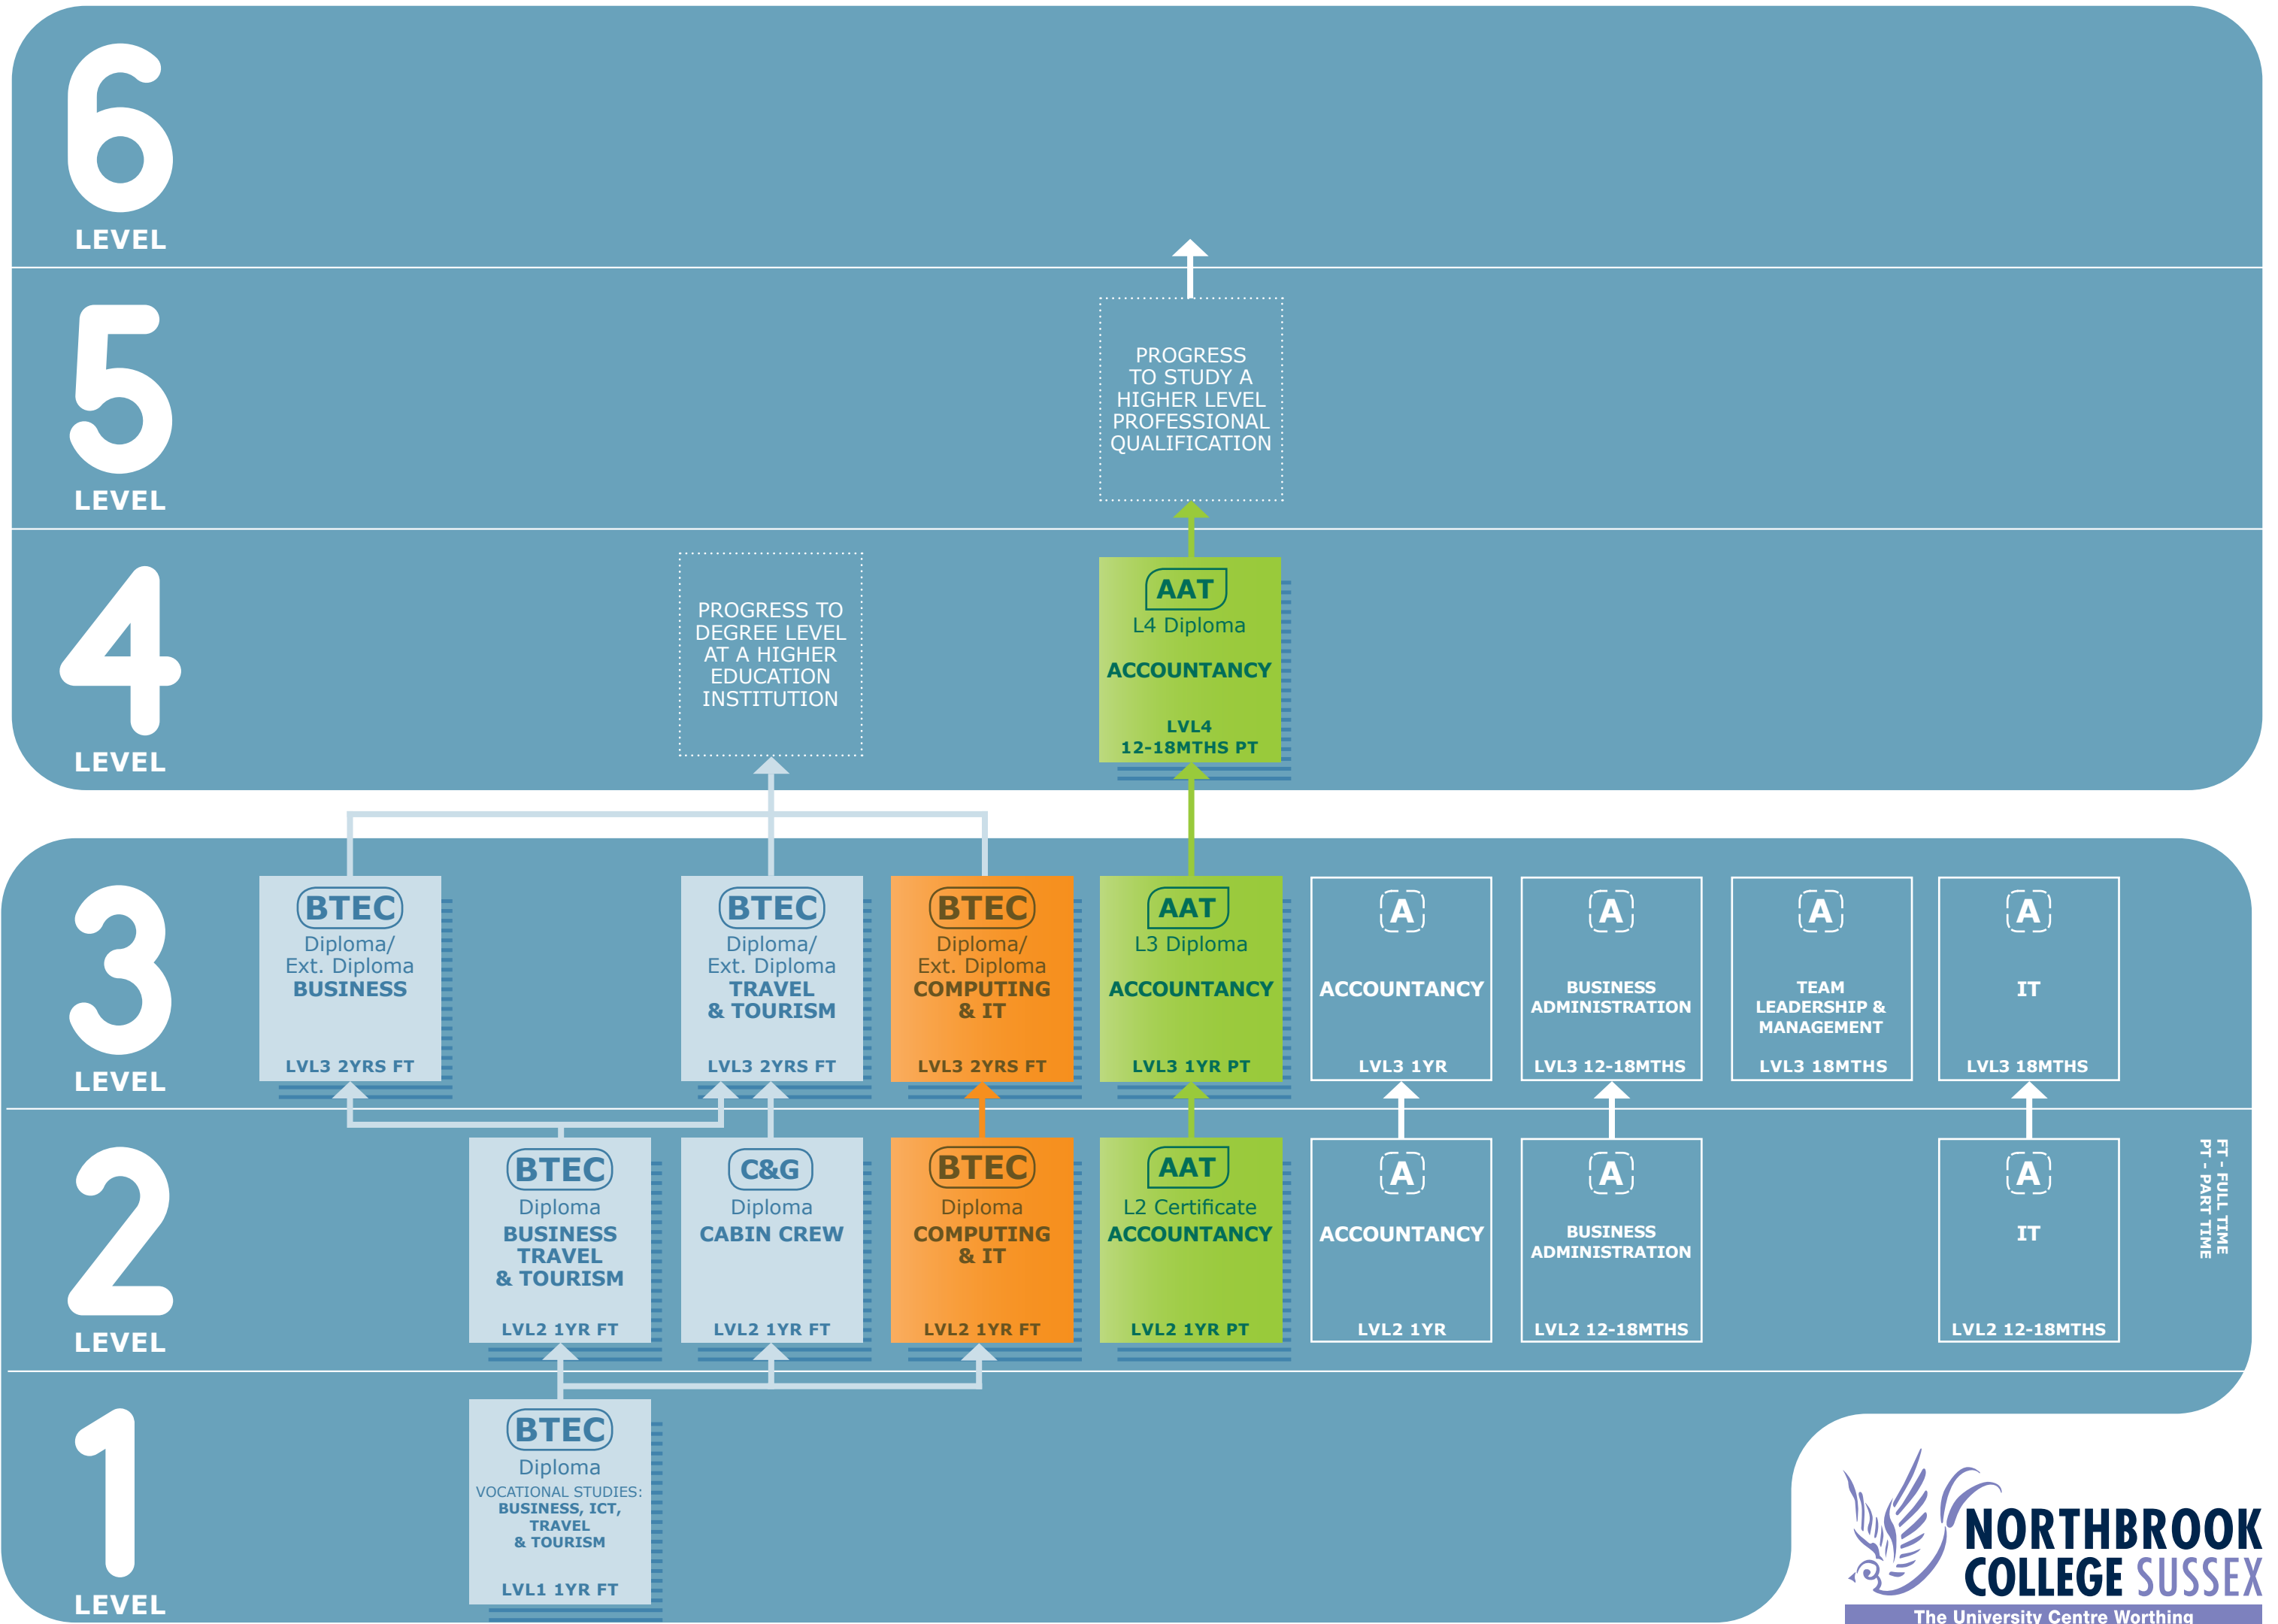 6
LEVEL
5
LEVEL
PROGRESS
TO STUDY A
HIGHER LEVEL
PROFESSIONAL
QUALIFICATION
4
LEVEL
PROGRESS TO
DEGREE LEVEL
AT A HIGHER
EDUCATION
INSTITUTION
AAT
L4 Diploma
ACCOUNTANCY
LVL4
12-18MTHS PT
3
LEVEL
BTEC
Diploma/
Ext. Diploma
BUSINESS
LVL3 2YRS FT
BTEC
Diploma/
Ext. Diploma
TRAVEL
& TOURISM
LVL3 2YRS FT
BTEC
Diploma/
Ext. Diploma
COMPUTING
& IT
LVL3 2YRS FT
AAT
L3 Diploma
ACCOUNTANCY
LVL3 1YR PT
A
ACCOUNTANCY
LVL3 1YR
A
BUSINESS
ADMINISTRATION
LVL3 12-18MTHS
A
TEAM
LEADERSHIP &
MANAGEMENT
LVL3 18MTHS
A
IT
LVL3 18MTHS
2
LEVEL
BTEC
Diploma
BUSINESS
TRAVEL
& TOURISM
LVL2 1YR FT
C&G
Diploma
CABIN CREW
LVL2 1YR FT
BTEC
Diploma
COMPUTING
& IT
LVL2 1YR FT
AAT
L2 Certificate
ACCOUNTANCY
LVL2 1YR PT
A
ACCOUNTANCY
LVL2 1YR
A
BUSINESS
ADMINISTRATION
LVL2 12-18MTHS
A
IT
LVL2 12-18MTHS
FT - FULL TIME
PT - PART TIME
1
LEVEL
BTEC
Diploma
VOCATIONAL STUDIES:
BUSINESS, ICT,
TRAVEL
& TOURISM
LVL1 1YR FT
NORTHBROOK
COLLEGE SUSSEX
The University Centre Worthing